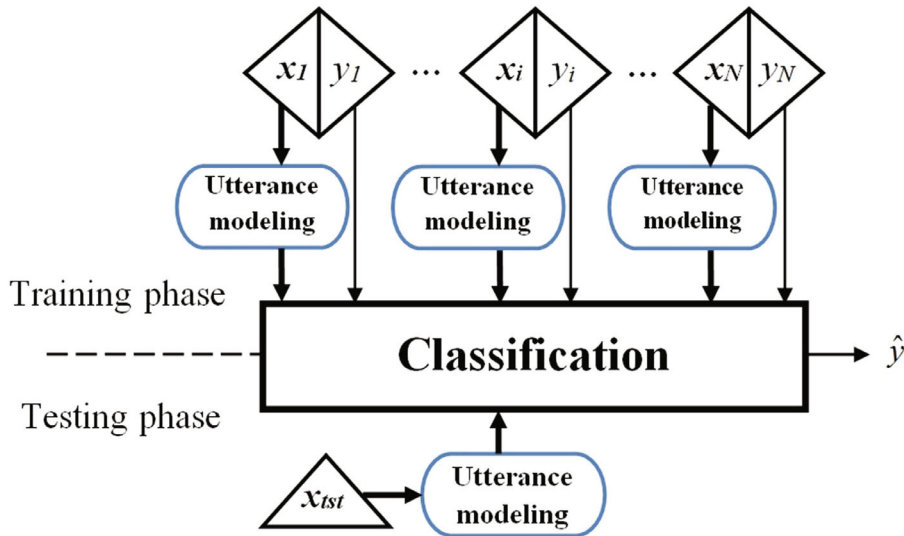 x1 y1 ... xi yi ... xN yN
Utterance modeling Utterance modeling Utterance modeling
Training phase
Classification
ŷ
Testing phase
xtst
Utterance
modeling